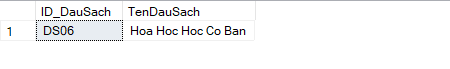 ID_DauSach TenDauSach
1 DS06 Hoa Hoc Hoc Co Ban